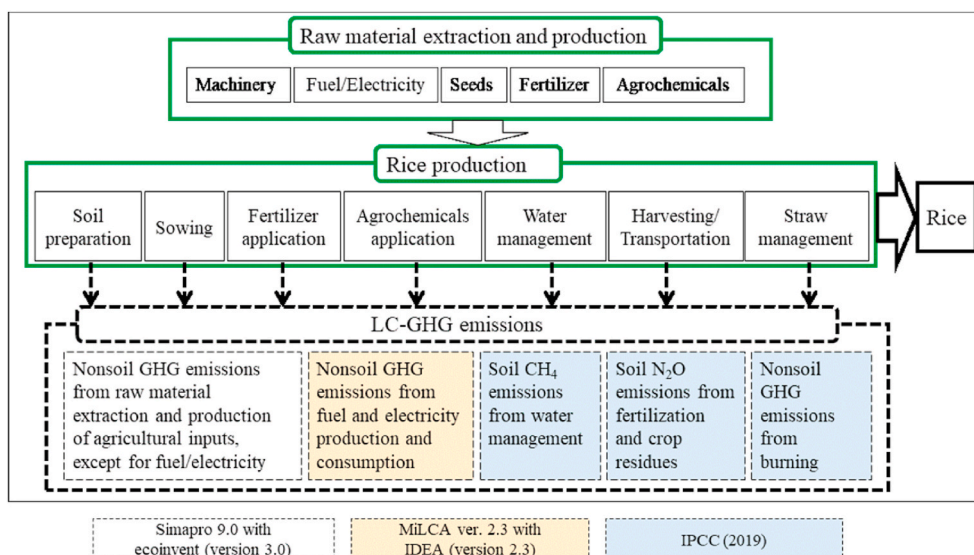 Raw material extraction and production
Machinery
Fuel/Electricity
Seeds
Fertilizer
Agrochemicals
Rice production
Soil
preparation
Sowing
Fertilizer
application
Agrochemicals
application
Water
management
Harvesting/
Transportation
Straw
management
Rice
LC-GHG emissions
Nonsoil GHG emissions
from raw material
extraction and production
of agricultural inputs,
except for fuel/electricity
Nonsoil GHG
emissions from
fuel and electricity
production and
consumption
Soil CH₄
emissions
from water
management
Soil N₂O
emissions from
fertilization
and crop
residues
Nonsoil
GHG
emissions
from
burning
Simapro 9.0 with
ecoinvent (version 3.0)
MiLCA ver. 2.3 with
IDEA (version 2.3)
IPCC (2019)